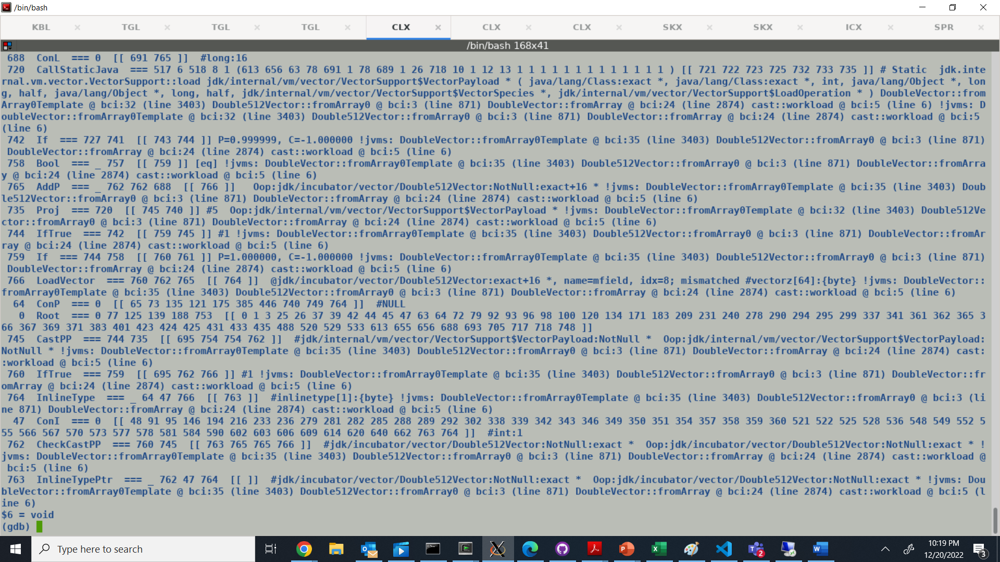 /bin/bash
KBL × TGL × TGL × TGL × CLX × CLX × CLX × SKX × SKX × ICX × SPR ×
/bin/bash 168x41
688 ConL === 0 [[ 691 765 ]] #long:16
720 CallStaticJava === 517 6 518 8 1 (613 656 63 78 691 1 78 689 1 26 718 10 1 12 13 1 1 1 1 1 1 1 1 1 1 1 1 1 ) [[ 721 722 723 725 732 733 735 ]] # Static jdk.inte
rnal.vm.vector.VectorSupport::load jdk/internal/vm/vector/VectorSupport$VectorPayload * ( java/lang/Class:exact *, java/lang/Class:exact *, int, java/lang/Object *, lon
g, half, java/lang/Object *, long, half, jdk/internal/vm/vector/VectorSupport$VectorSpecies *, jdk/internal/vm/vector/VectorSupport$LoadOperation * ) DoubleVector::from
Array0Template @ bci:32 (line 3403) Double512Vector::fromArray0 @ bci:3 (line 871) DoubleVector::fromArray @ bci:24 (line 2874) cast::workload @ bci:5 (line 6) !jvms: D
oubleVector::fromArray0Template @ bci:32 (line 3403) Double512Vector::fromArray0 @ bci:3 (line 871) DoubleVector::fromArray @ bci:24 (line 2874) cast::workload @ bci:5
(line 6)
742 If === 727 741 [[ 743 744 ]] P=0.999999, C=-1.000000 !jvms: DoubleVector::fromArray0Template @ bci:35 (line 3403) Double512Vector::fromArray0 @ bci:3 (line 871)
DoubleVector::fromArray @ bci:24 (line 2874) cast::workload @ bci:5 (line 6)
758 Bool === _ 757 [[ 759 ]] [eq] !jvms: DoubleVector::fromArray0Template @ bci:35 (line 3403) Double512Vector::fromArray0 @ bci:3 (line 871) DoubleVector::fromArra
y @ bci:24 (line 2874) cast::workload @ bci:5 (line 6)
765 AddP === _ 762 762 688 [[ 766 ]] Oop:jdk/incubator/vector/Double512Vector:NotNull:exact+16 * !jvms: DoubleVector::fromArray0Template @ bci:35 (line 3403) Doub
le512Vector::fromArray0 @ bci:3 (line 871) DoubleVector::fromArray @ bci:24 (line 2874) cast::workload @ bci:5 (line 6)
735 Proj === 720 [[ 745 740 ]] #5 Oop:jdk/internal/vm/vector/VectorSupport$VectorPayload * !jvms: DoubleVector::fromArray0Template @ bci:32 (line 3403) Double512Ve
ctor::fromArray0 @ bci:3 (line 871) DoubleVector::fromArray @ bci:24 (line 2874) cast::workload @ bci:5 (line 6)
744 IfTrue === 742 [[ 759 745 ]] #1 !jvms: DoubleVector::fromArray0Template @ bci:35 (line 3403) Double512Vector::fromArray0 @ bci:3 (line 871) DoubleVector::fromAr
ray @ bci:24 (line 2874) cast::workload @ bci:5 (line 6)
759 If === 744 758 [[ 760 761 ]] P=1.000000, C=-1.000000 !jvms: DoubleVector::fromArray0Template @ bci:35 (line 3403) Double512Vector::fromArray0 @ bci:3 (line 871)
DoubleVector::fromArray @ bci:24 (line 2874) cast::workload @ bci:5 (line 6)
766 LoadVector === 760 762 765 [[ 764 ]] @jdk/incubator/vector/Double512Vector:exact+16 *, name=mfield, idx=8; mismatched #vectorz[64]:{byte} !jvms: DoubleVector::
fromArray0Template @ bci:35 (line 3403) Double512Vector::fromArray0 @ bci:3 (line 871) DoubleVector::fromArray @ bci:24 (line 2874) cast::workload @ bci:5 (line 6)
64 ConP === 0 [[ 65 73 135 121 175 385 446 740 749 764 ]] #NULL
0 Root === 0 77 125 139 188 753 [[ 0 1 3 25 26 37 39 42 44 45 47 63 64 72 79 92 93 96 98 100 120 134 171 183 209 231 240 278 290 294 295 299 337 341 361 362 365 3
66 367 369 371 383 401 423 424 425 431 433 435 488 520 529 533 613 655 656 688 693 705 717 718 748 ]]
745 CastPP === 744 735 [[ 695 754 754 762 ]] #jdk/internal/vm/vector/VectorSupport$VectorPayload:NotNull * Oop:jdk/internal/vm/vector/VectorSupport$VectorPayload:
NotNull * !jvms: DoubleVector::fromArray0Template @ bci:35 (line 3403) Double512Vector::fromArray0 @ bci:3 (line 871) DoubleVector::fromArray @ bci:24 (line 2874) cast:
:workload @ bci:5 (line 6)
760 IfTrue === 759 [[ 695 762 766 ]] #1 !jvms: DoubleVector::fromArray0Template @ bci:35 (line 3403) Double512Vector::fromArray0 @ bci:3 (line 871) DoubleVector::fr
omArray @ bci:24 (line 2874) cast::workload @ bci:5 (line 6)
764 InlineType === _ 64 47 766 [[ 763 ]] #inlinetype[1]:{byte} !jvms: DoubleVector::fromArray0Template @ bci:35 (line 3403) Double512Vector::fromArray0 @ bci:3 (li
ne 871) DoubleVector::fromArray @ bci:24 (line 2874) cast::workload @ bci:5 (line 6)
47 ConI === 0 [[ 48 91 95 146 194 216 233 236 279 281 282 285 288 289 292 302 338 339 342 343 346 349 350 351 354 357 358 359 360 521 522 525 528 536 548 549 552 5
55 566 567 570 573 577 578 581 584 590 602 603 606 609 614 620 640 662 763 764 ]] #int:1
762 CheckCastPP === 760 745 [[ 763 765 765 766 ]] #jdk/incubator/vector/Double512Vector:NotNull:exact * Oop:jdk/incubator/vector/Double512Vector:NotNull:exact * !
jvms: DoubleVector::fromArray0Template @ bci:35 (line 3403) Double512Vector::fromArray0 @ bci:3 (line 871) DoubleVector::fromArray @ bci:24 (line 2874) cast::workload @
bci:5 (line 6)
763 InlineTypePtr === _ 762 47 764 [[ ]] #jdk/incubator/vector/Double512Vector:NotNull:exact * Oop:jdk/incubator/vector/Double512Vector:NotNull:exact * !jvms: Dou
bleVector::fromArray0Template @ bci:35 (line 3403) Double512Vector::fromArray0 @ bci:3 (line 871) DoubleVector::fromArray @ bci:24 (line 2874) cast::workload @ bci:5 (l
ine 6)
$6 = void
(gdb)
Type here to search
10:19 PM
12/20/2022
2
3